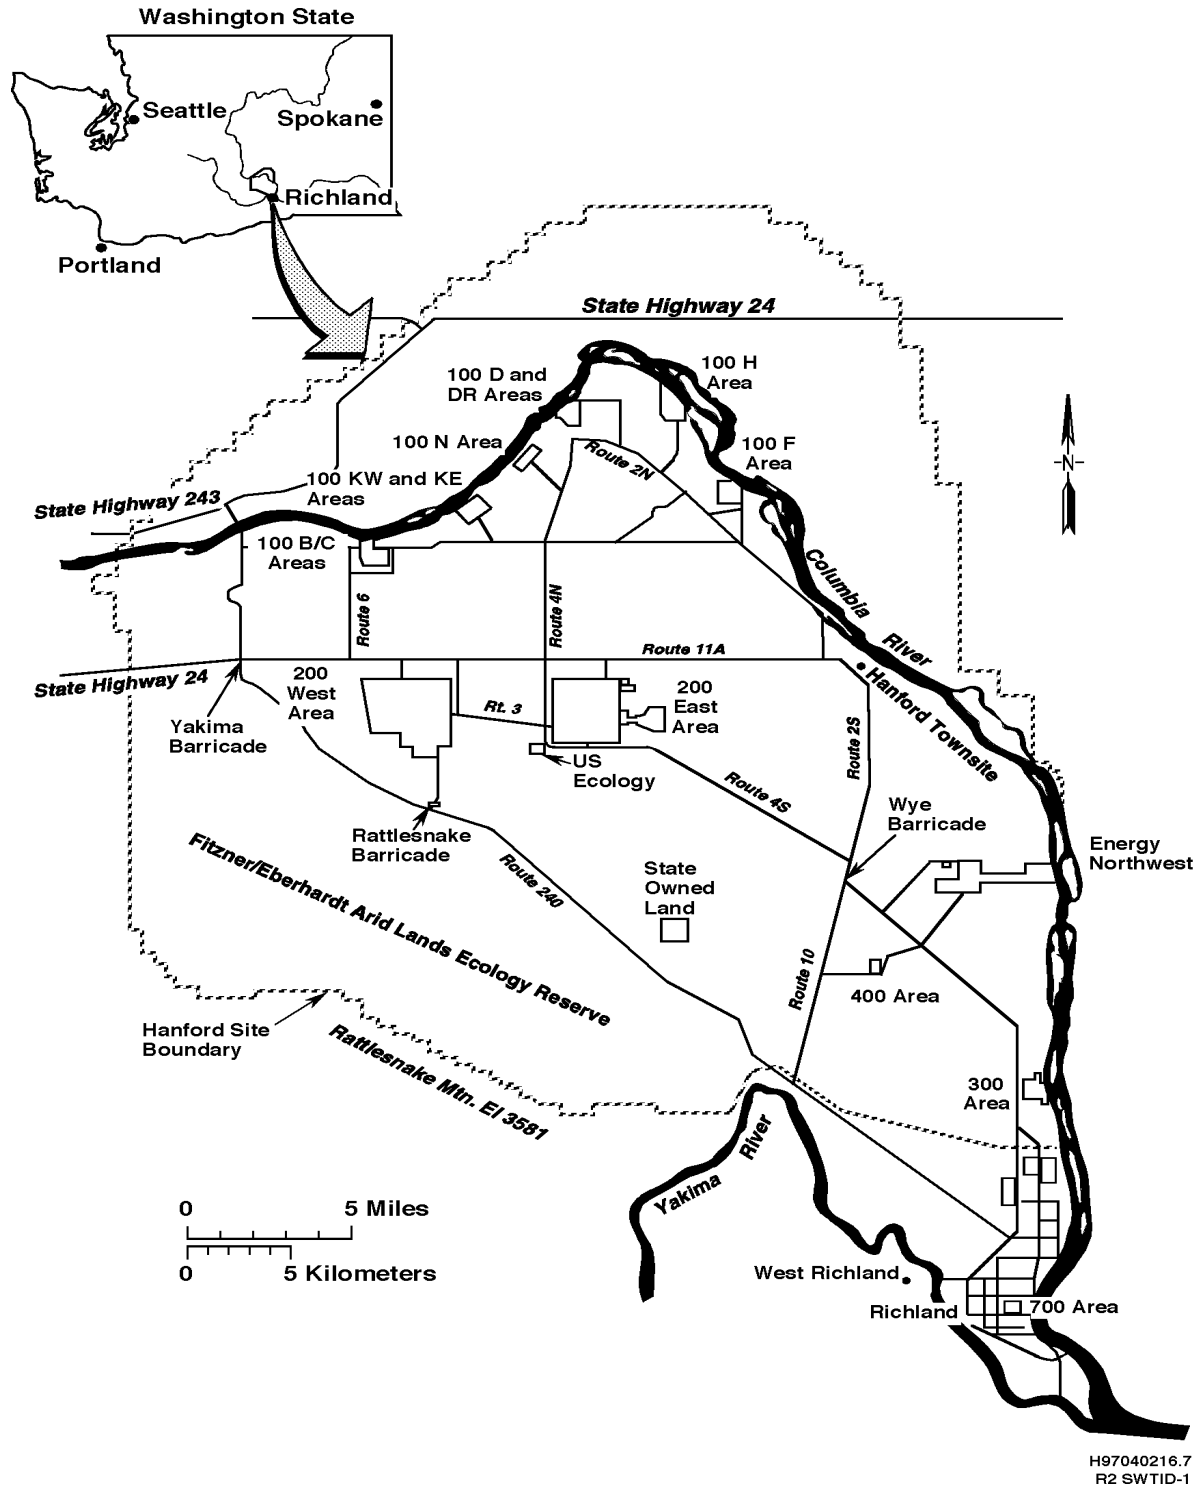 Washington State
Seattle
Spokane
Richland
Portland
State Highway 24
100 D and
DR Areas
100 H
Area
100 N Area
Route 2N
100 F
Area
100 KW and KE
Areas
State Highway 243
N
100 B/C
Areas
Columbia
River
Route 6
Route 4N
Route 11A
State Highway 24
200
West
Area
Rt. 3
200
East
Area
Hanford Townsite
Yakima
Barricade
US
Ecology
Route 2S
Route 4S
Wye
Barricade
Rattlesnake
Barricade
Energy
Northwest
Fitzner/Eberhardt Arid Lands Ecology Reserve
Route 240
State
Owned
Land
Route 10
400 Area
Hanford Site
Boundary
Rattlesnake Mtn. El 3581
300
Area
Yakima
River
0 5 Miles
0 5 Kilometers
West Richland
Richland
700 Area
H97040216.7
R2 SWTID-1